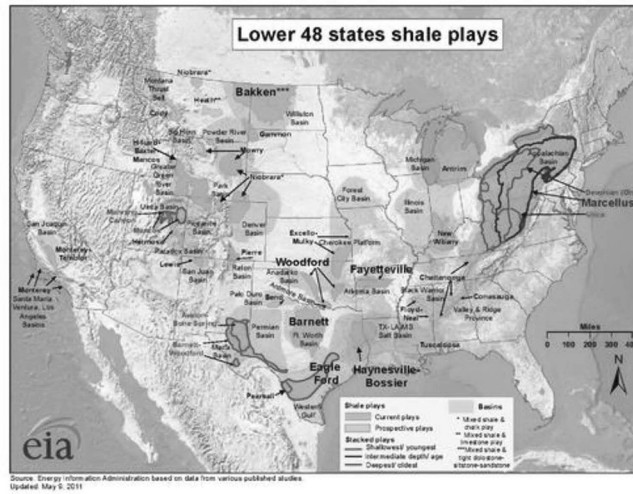 Lower 48 states shale plays
Niobrara*
Montana
Thrust
Belt
Cody
Heath**
Bakken***
Williston
Basin
Big Horn
Basin
Powder River
Basin
Gammon
Mowry
Hilliard-
Baxter-
Mancos
Greater
Green
River
Basin
Niobrara*
Park
Basin
Michigan
Basin
Antrim
Appalachian
Basin
Marcellus
Utica
Forest
City Basin
Illinois
Basin
Uinta Basin
Manning
Canyon
Piceance
Basin
Denver
Basin
Mancos
Hermosa
Paradox Basin
Pierre
Lewis
San Juan
Basin
Raton
Basin
Excello-
Mulky
Cherokee Platform
New
Albany
San Joaquin
Basin
Monterey-
Temblor
Monterey
Santa Maria,
Ventura, Los
Angeles
Basins
Woodford
Anadarko
Basin
Ardmore Basin
Palo Duro
Basin
Bend
Fayetteville
Arkoma Basin
Chattanooga
Black Warrior
Basin
Conasauga
Valley & Ridge
Province
Floyd-
Neal
Avalon-
Bone Spring
Permian
Basin
Barnett-
Woodford
Marfa
Basin
Barnett
Ft. Worth
Basin
TX-LA-MS
Salt Basin
Tuscaloosa
Eagle
Ford
Haynesville-
Bossier
Pearsall
Western
Gulf
Miles
0 100 200 300
N
Shale plays
Current plays
Prospective plays
Stacked plays
Shallowest/ youngest
Intermediate depth/ age
Deepest/ oldest
Basins
* Mixed shale &
chalk play
** Mixed shale &
limestone play
*** Mixed shale &
tight dolostone-
siltstone-sandstone
eia
Source: Energy Information Administration based on data from various published studies.
Updated: May 9, 2011